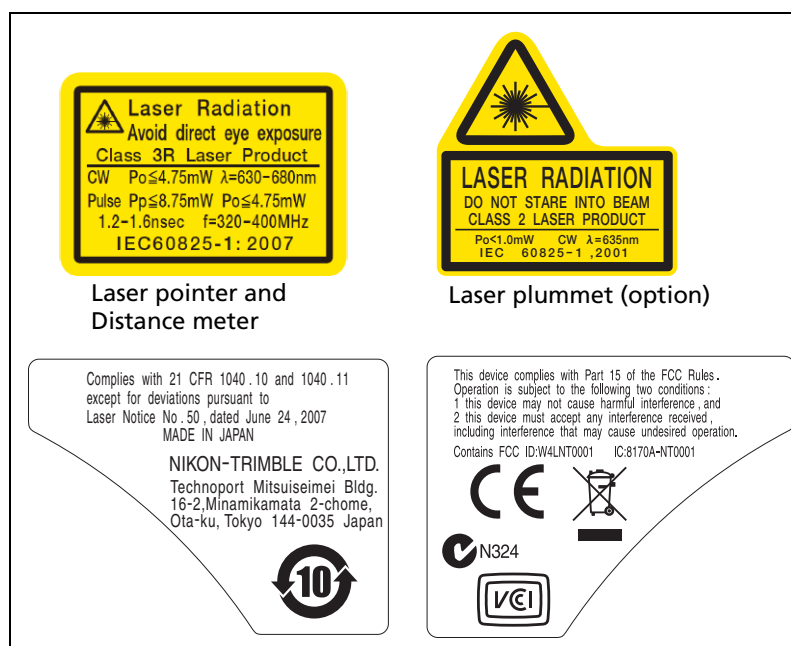 Laser Radiation
Avoid direct eye exposure
Class 3R Laser Product
CW Po≦4.75mW λ=630-680nm
Pulse Pp≦8.75mW Po≦4.75mW
1.2-1.6nsec f=320-400MHz
IEC60825-1: 2007
Laser pointer and
Distance meter
LASER RADIATION
DO NOT STARE INTO BEAM
CLASS 2 LASER PRODUCT
Po<1.0mW CW λ=635nm
IEC 60825-1 ,2001
Laser plummet (option)
Complies with 21 CFR 1040 . 10 and 1040 . 11
except for deviations pursuant to
Laser Notice No . 50 , dated June 24 , 2007
MADE IN JAPAN
NIKON-TRIMBLE CO.,LTD.
Technoport Mitsuiseimei Bldg.
16-2,Minamikamata 2-chome,
Ota-ku, Tokyo 144-0035 Japan
10
This device complies with Part 15 of the FCC Rules .
Operation is subject to the following two conditions :
1 this device may not cause harmful interference , and
2 this device must accept any interference received ,
including interference that may cause undesired operation.
Contains FCC ID:W4LNT0001 IC:8170A-NT0001
CE
N324
VCI